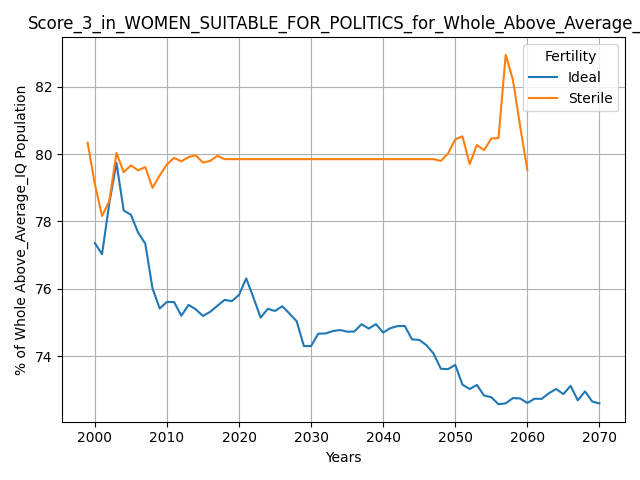 Score_3_in_WOMEN_SUITABLE_FOR_POLITICS_for_Whole_Above_Average_
% of Whole Above_Average_IQ Population
82
80
78
76
74
Fertility
Ideal
Sterile
2000 2010 2020 2030 2040 2050 2060 2070
Years